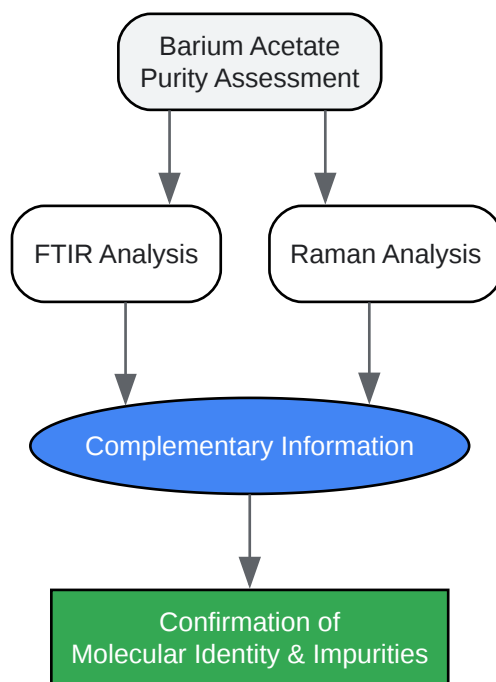 Barium Acetate
Purity Assessment
FTIR Analysis
Raman Analysis
Complementary Information
Confirmation of
Molecular Identity & Impurities